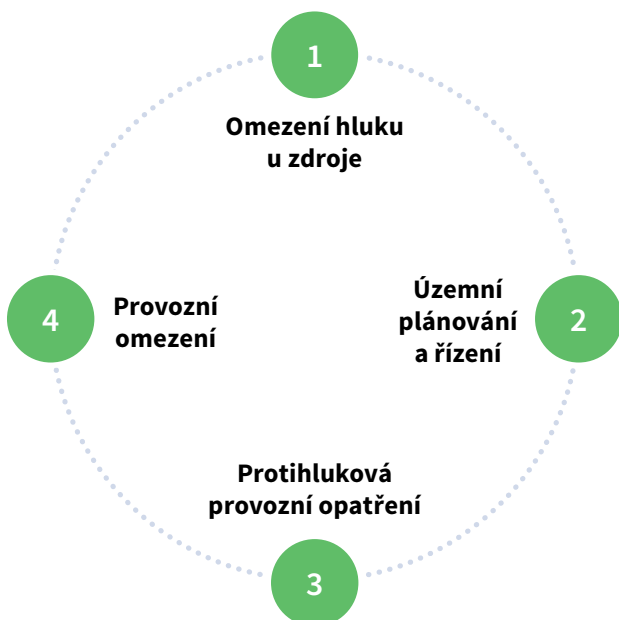 1
Omezení hluku
u zdroje
4
Provozní
omezení
Územní
plánování
a řízení
2
Protihluková
provozní opatření
3